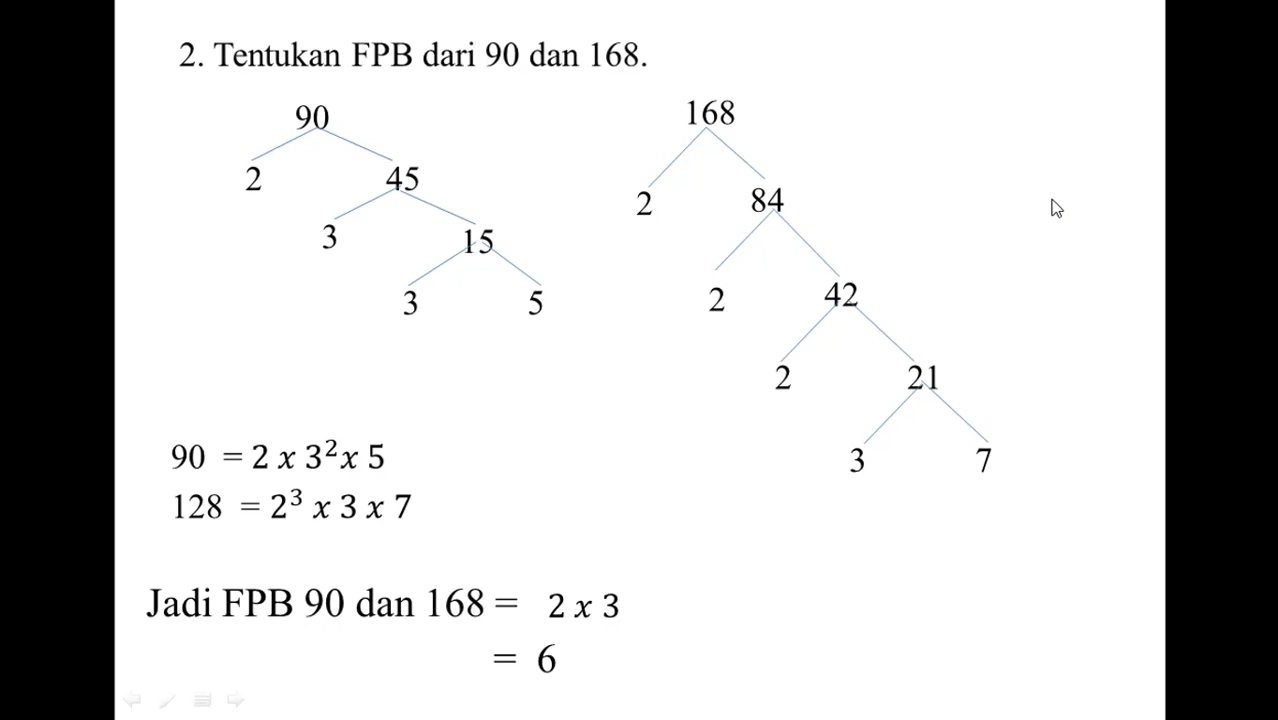 2. Tentukan FPB dari 90 dan 168.
90
2 45
3 15
3 5
168
2 84
2 42
2 21
3 7
90 = 2 x 3² x 5
128 = 2³ x 3 x 7
Jadi FPB 90 dan 168 = 2 x 3
= 6